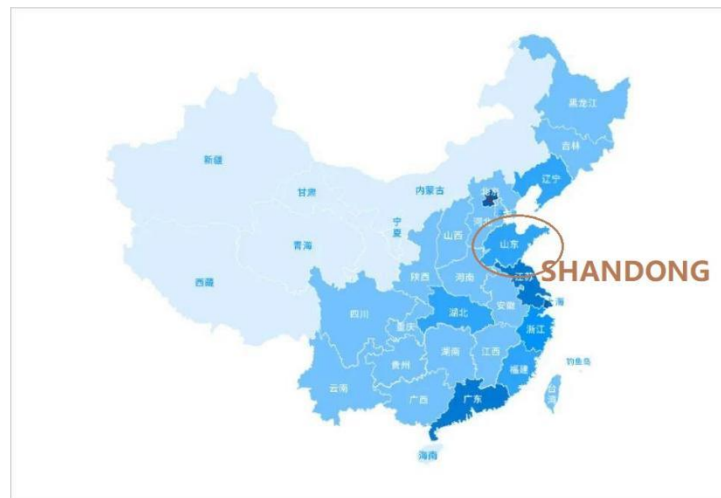 黑龙江
吉林
辽宁
新疆
甘肃
内蒙古
北京
河北
宁夏
山西
山东
SHANDONG
青海
陕西
河南
江苏
西藏
安徽
海
四川
重庆
湖北
浙江
湖南
江西
贵州
福建
钓鱼岛
云南
广西
广东
台湾
海南